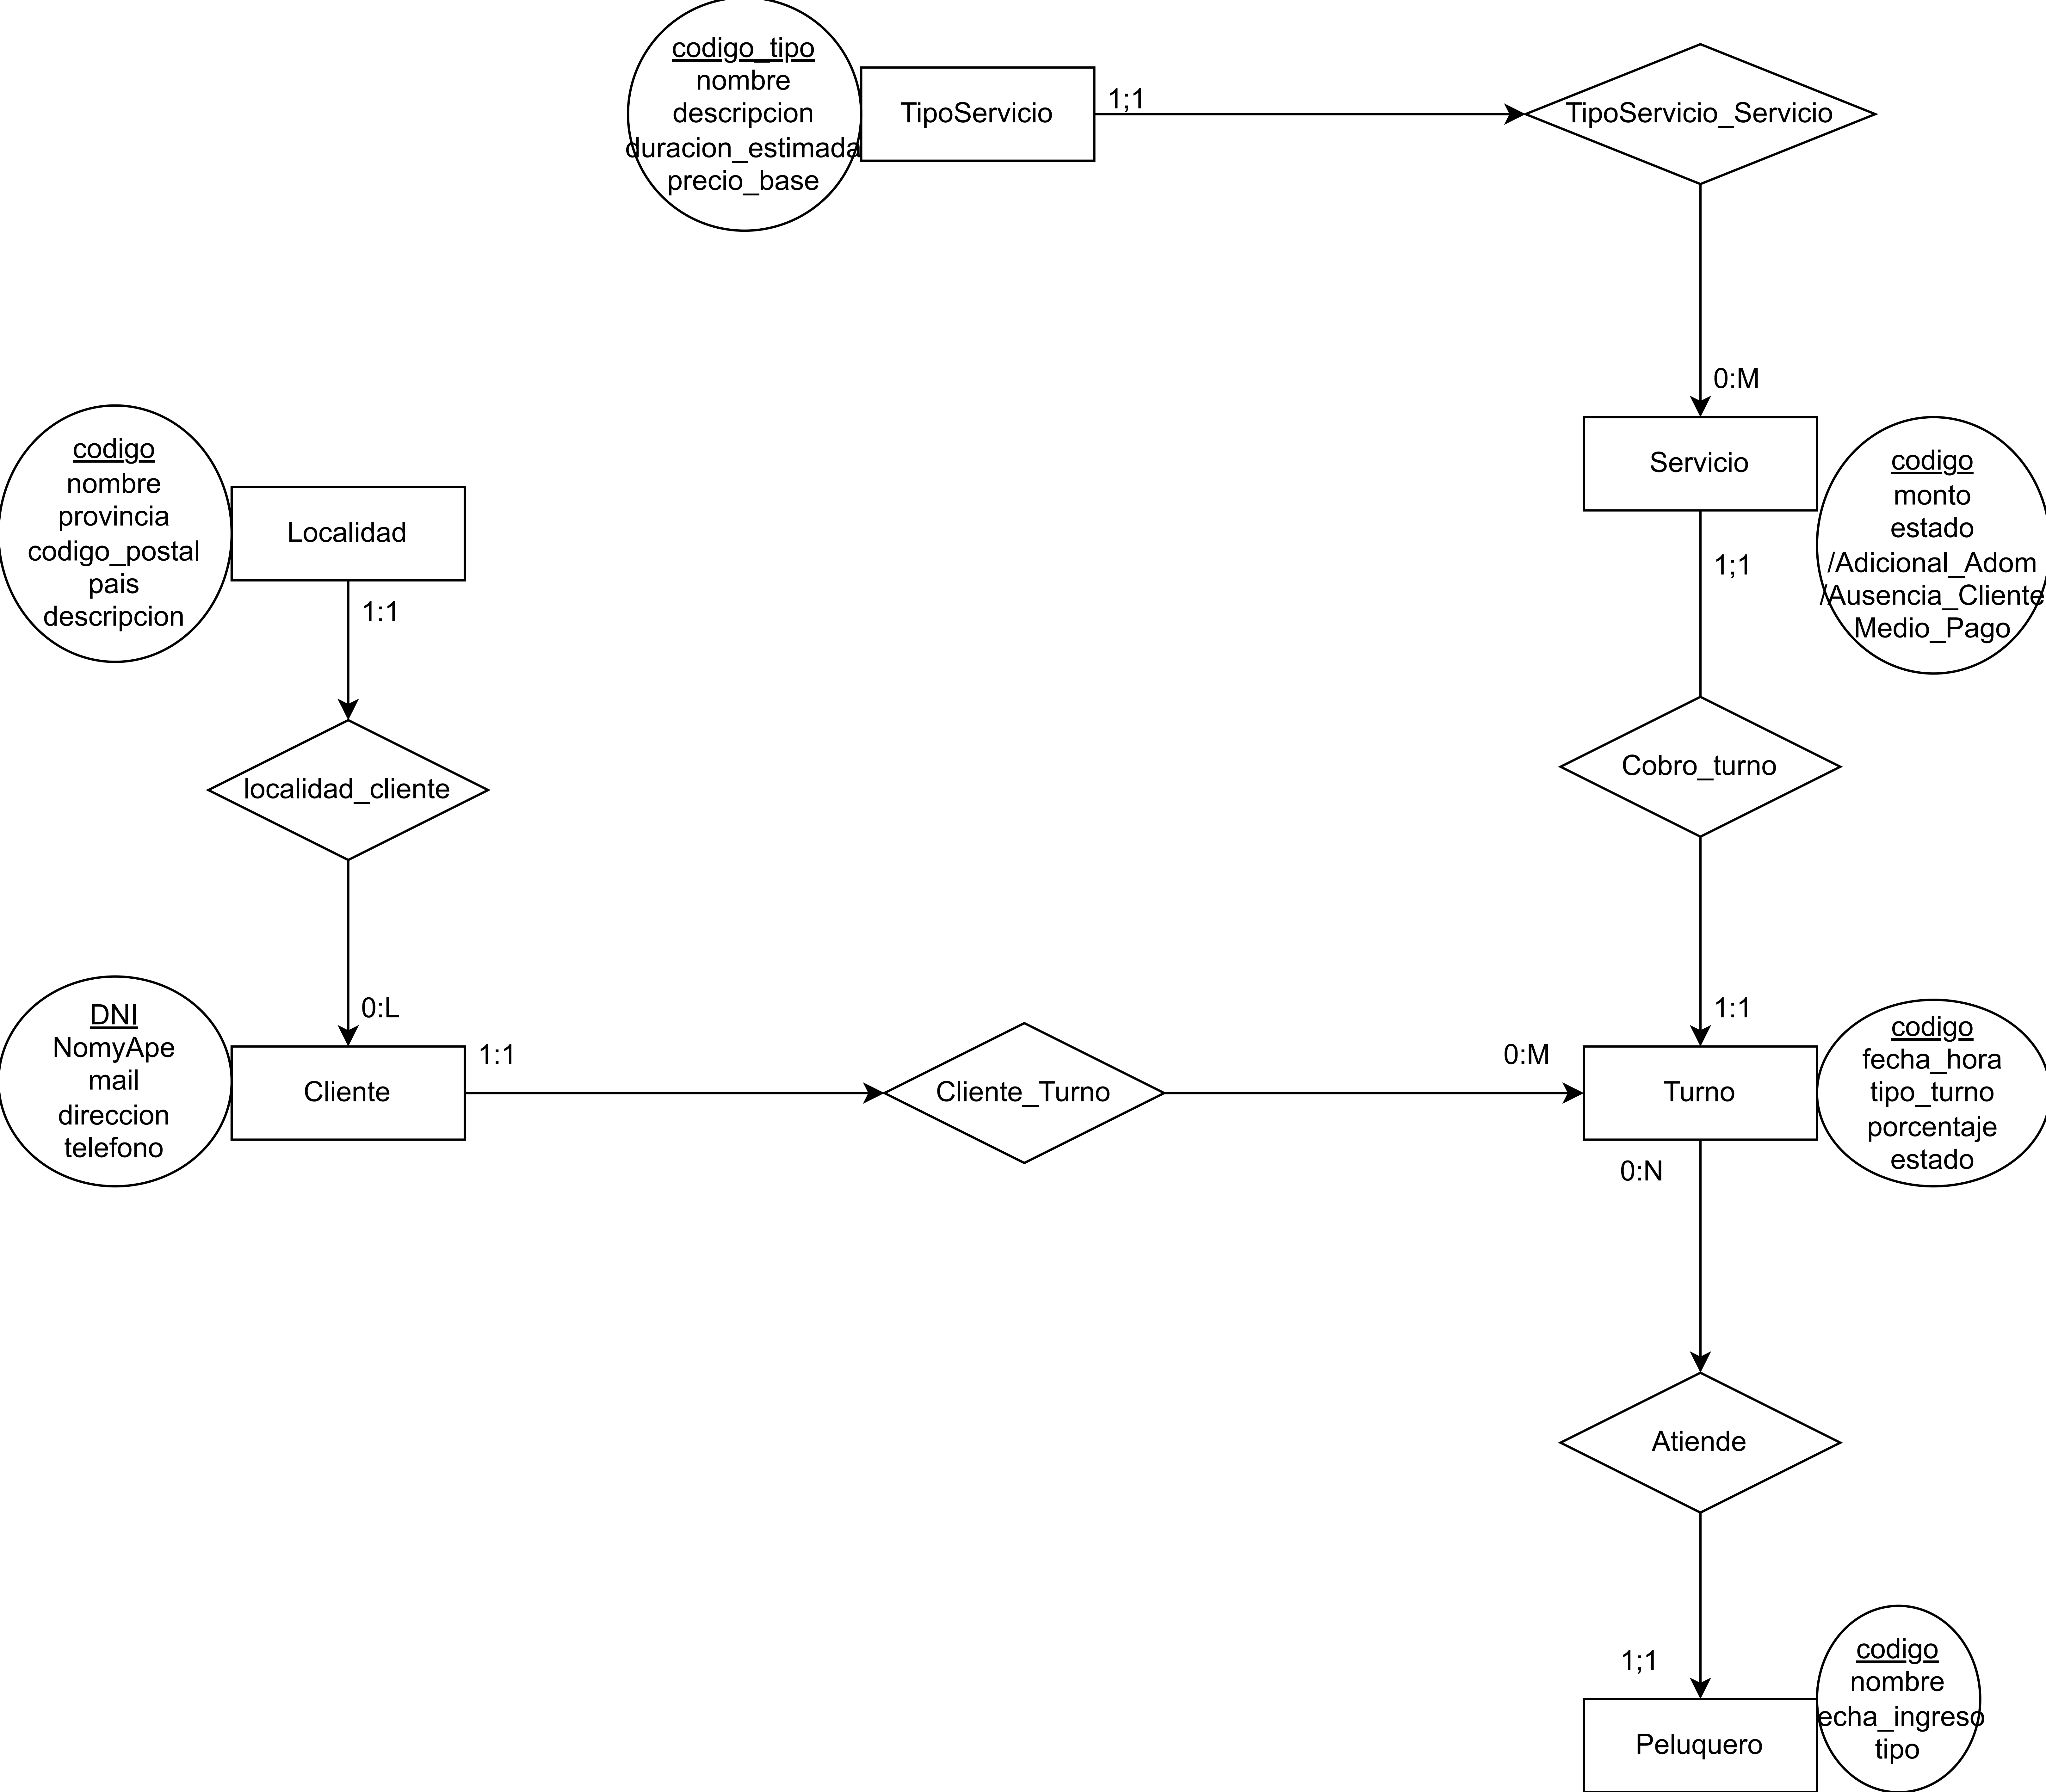 codigo_tipo
nombre
descripcion
duracion_estimada
precio_base
TipoServicio
1;1
TipoServicio_Servicio
0:M
Servicio
codigo
monto
estado
/Adicional_Adom
/Ausencia_Cliente
Medio_Pago
1;1
codigo
nombre
provincia
codigo_postal
pais
descripcion
Localidad
1:1
localidad_cliente
Cobro_turno
0:L
1:1
DNI
NomyApe
mail
direccion
telefono
Cliente
1:1
Cliente_Turno
0:M
Turno
codigo
fecha_hora
tipo_turno
porcentaje
estado
0:N
Atiende
1;1
Peluquero
codigo
nombre
echa_ingreso
tipo